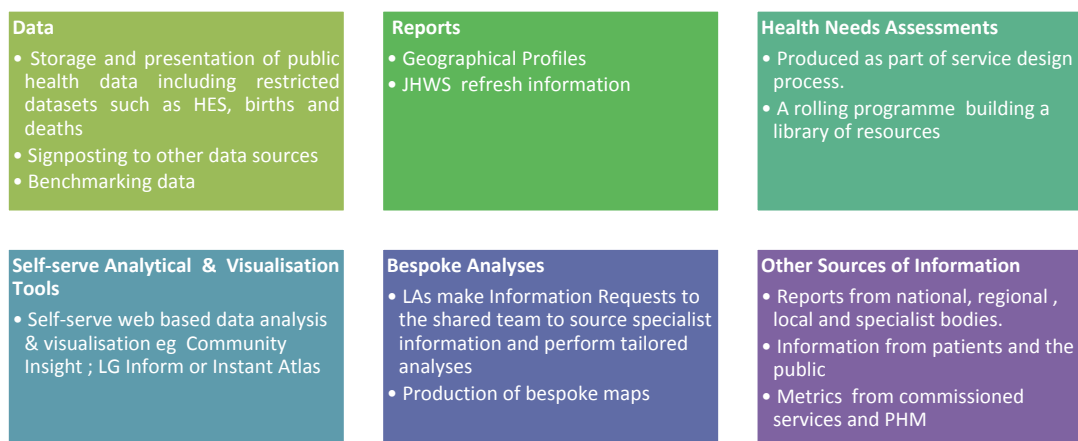 Data
• Storage and presentation of public
health data including restricted
datasets such as HES, births and
deaths
• Signposting to other data sources
• Benchmarking data
Reports
• Geographical Profiles
• JHWS refresh information
Health Needs Assessments
• Produced as part of service design
process.
• A rolling programme building a
library of resources
Self-serve Analytical & Visualisation
Tools
• Self-serve web based data analysis
& visualisation eg Community
Insight ; LG Inform or Instant Atlas
Bespoke Analyses
• LAs make Information Requests to
the shared team to source specialist
information and perform tailored
analyses
• Production of bespoke maps
Other Sources of Information
• Reports from national, regional ,
local and specialist bodies.
• Information from patients and the
public
• Metrics from commissioned
services and PHM